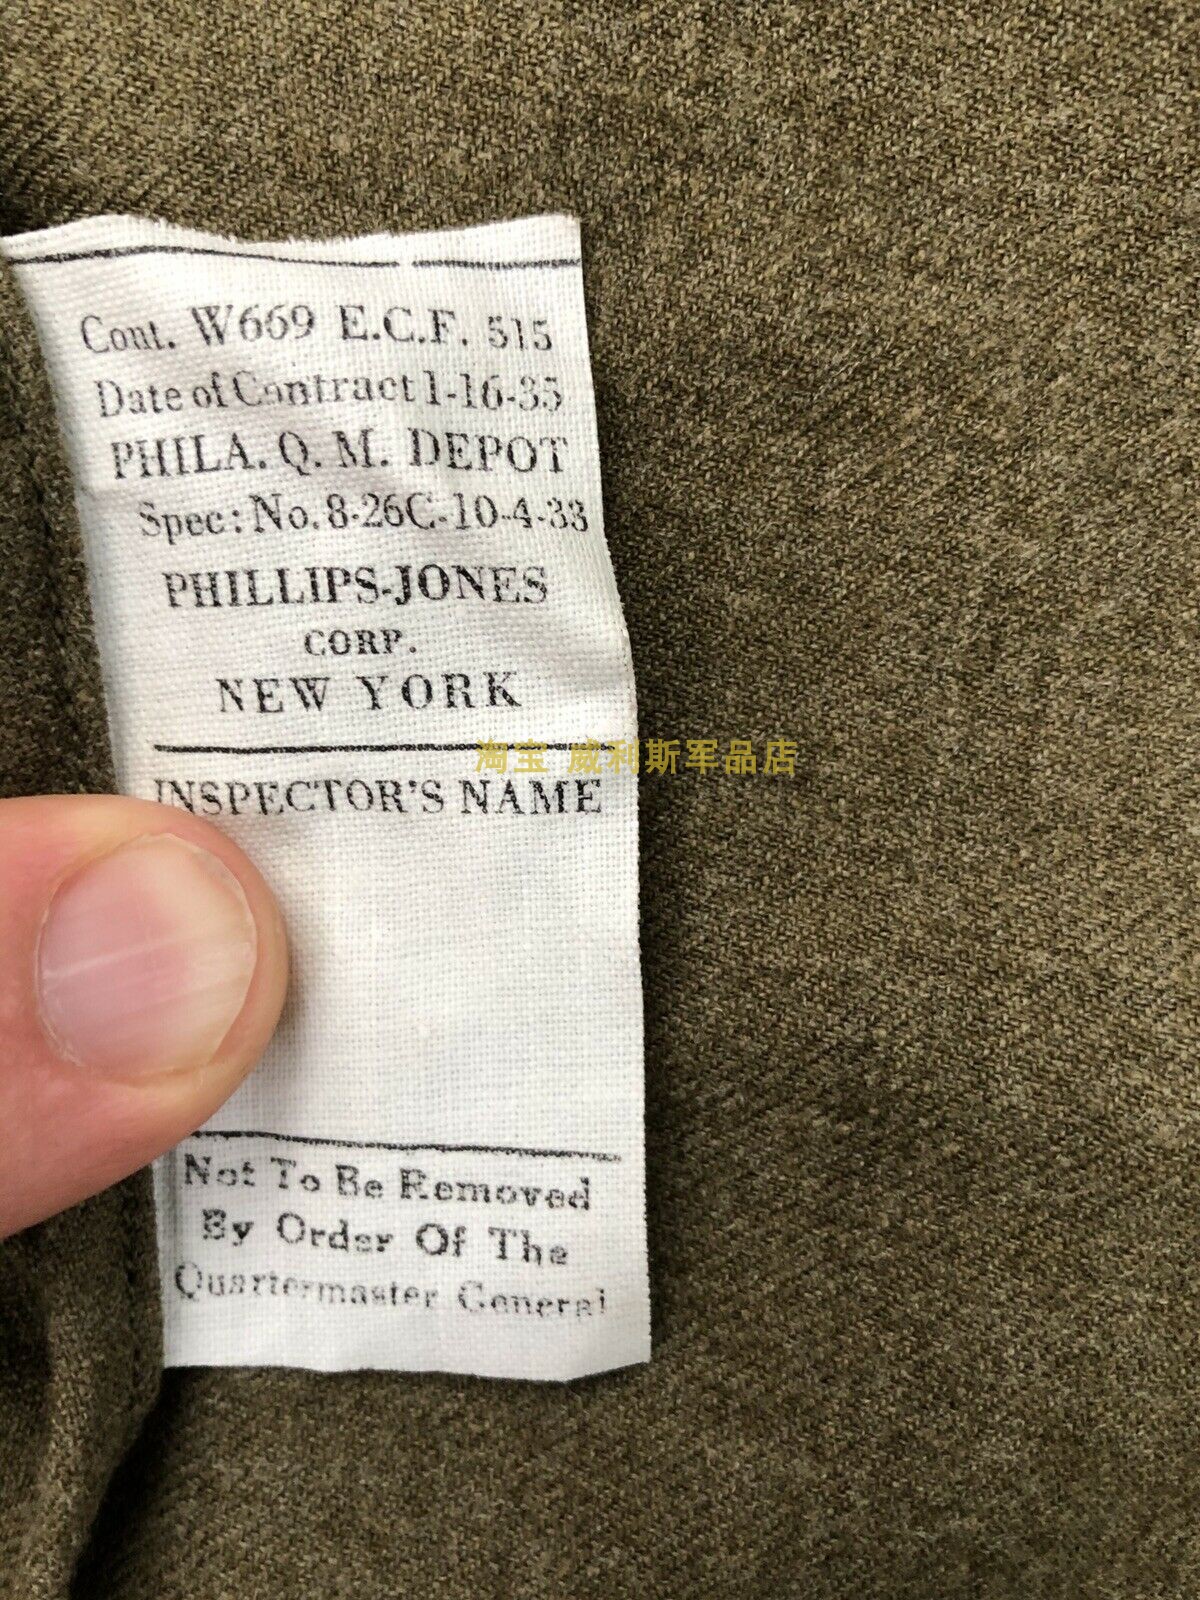 Cont. W669 E.C.F. 515
Date of Contract 1-16-35
PHILA. Q. M. DEPOT
Spec: No. 8-26C-10-4-33
PHILLIPS-JONES
CORP.
NEW YORK
淘宝 威利斯军品店
INSPECTOR'S NAME
Not To Be Removed
By Order Of The
Quartermaster General